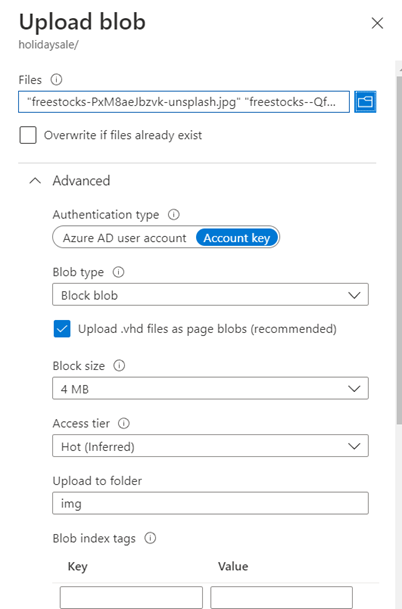 Upload blob
holidaysale/
Files
"freestocks-PxM8aeJbzvk-unsplash.jpg" "freestocks--Qf...
Overwrite if files already exist
Advanced
Authentication type
Azure AD user account Account key
Blob type
Block blob
Upload .vhd files as page blobs (recommended)
Block size
4 MB
Access tier
Hot (Inferred)
Upload to folder
img
Blob index tags
Key Value